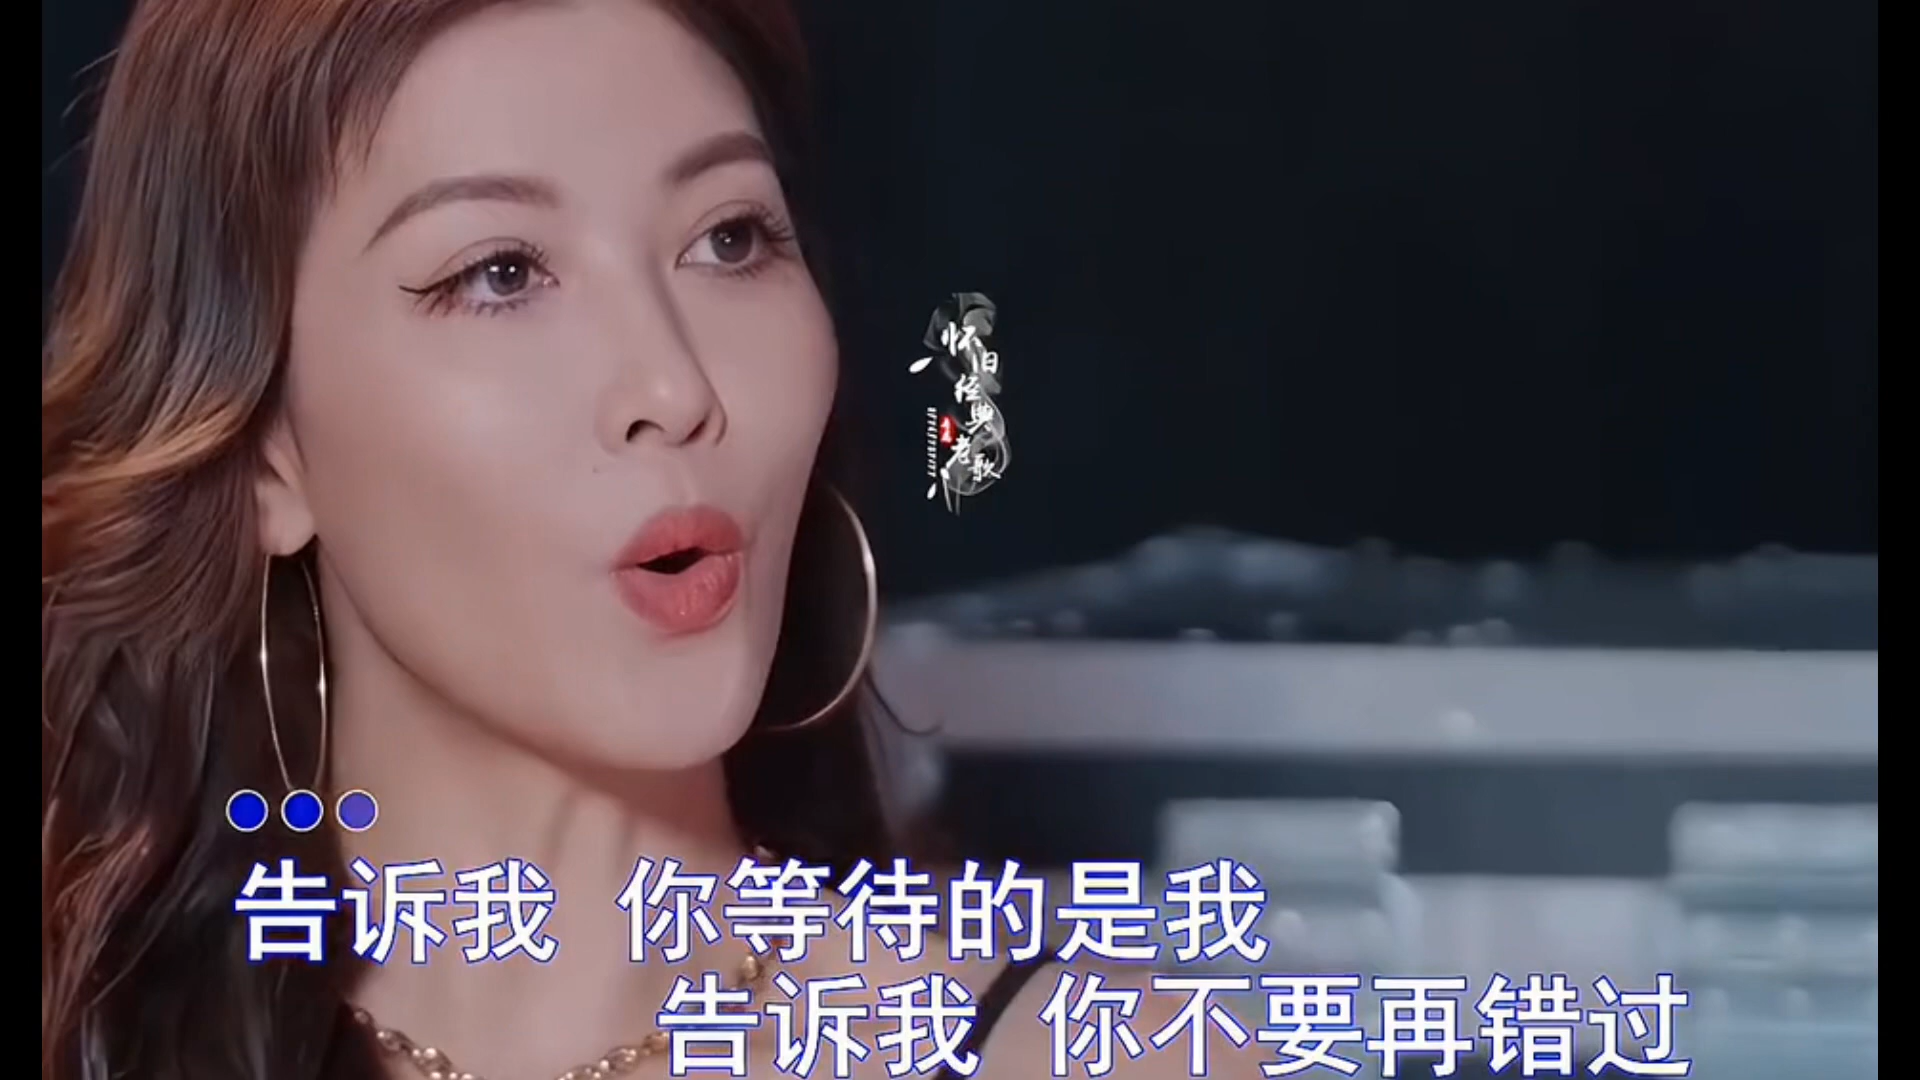 怀旧经典老歌
告诉我 你等待的是我
告诉我 你不要再错过